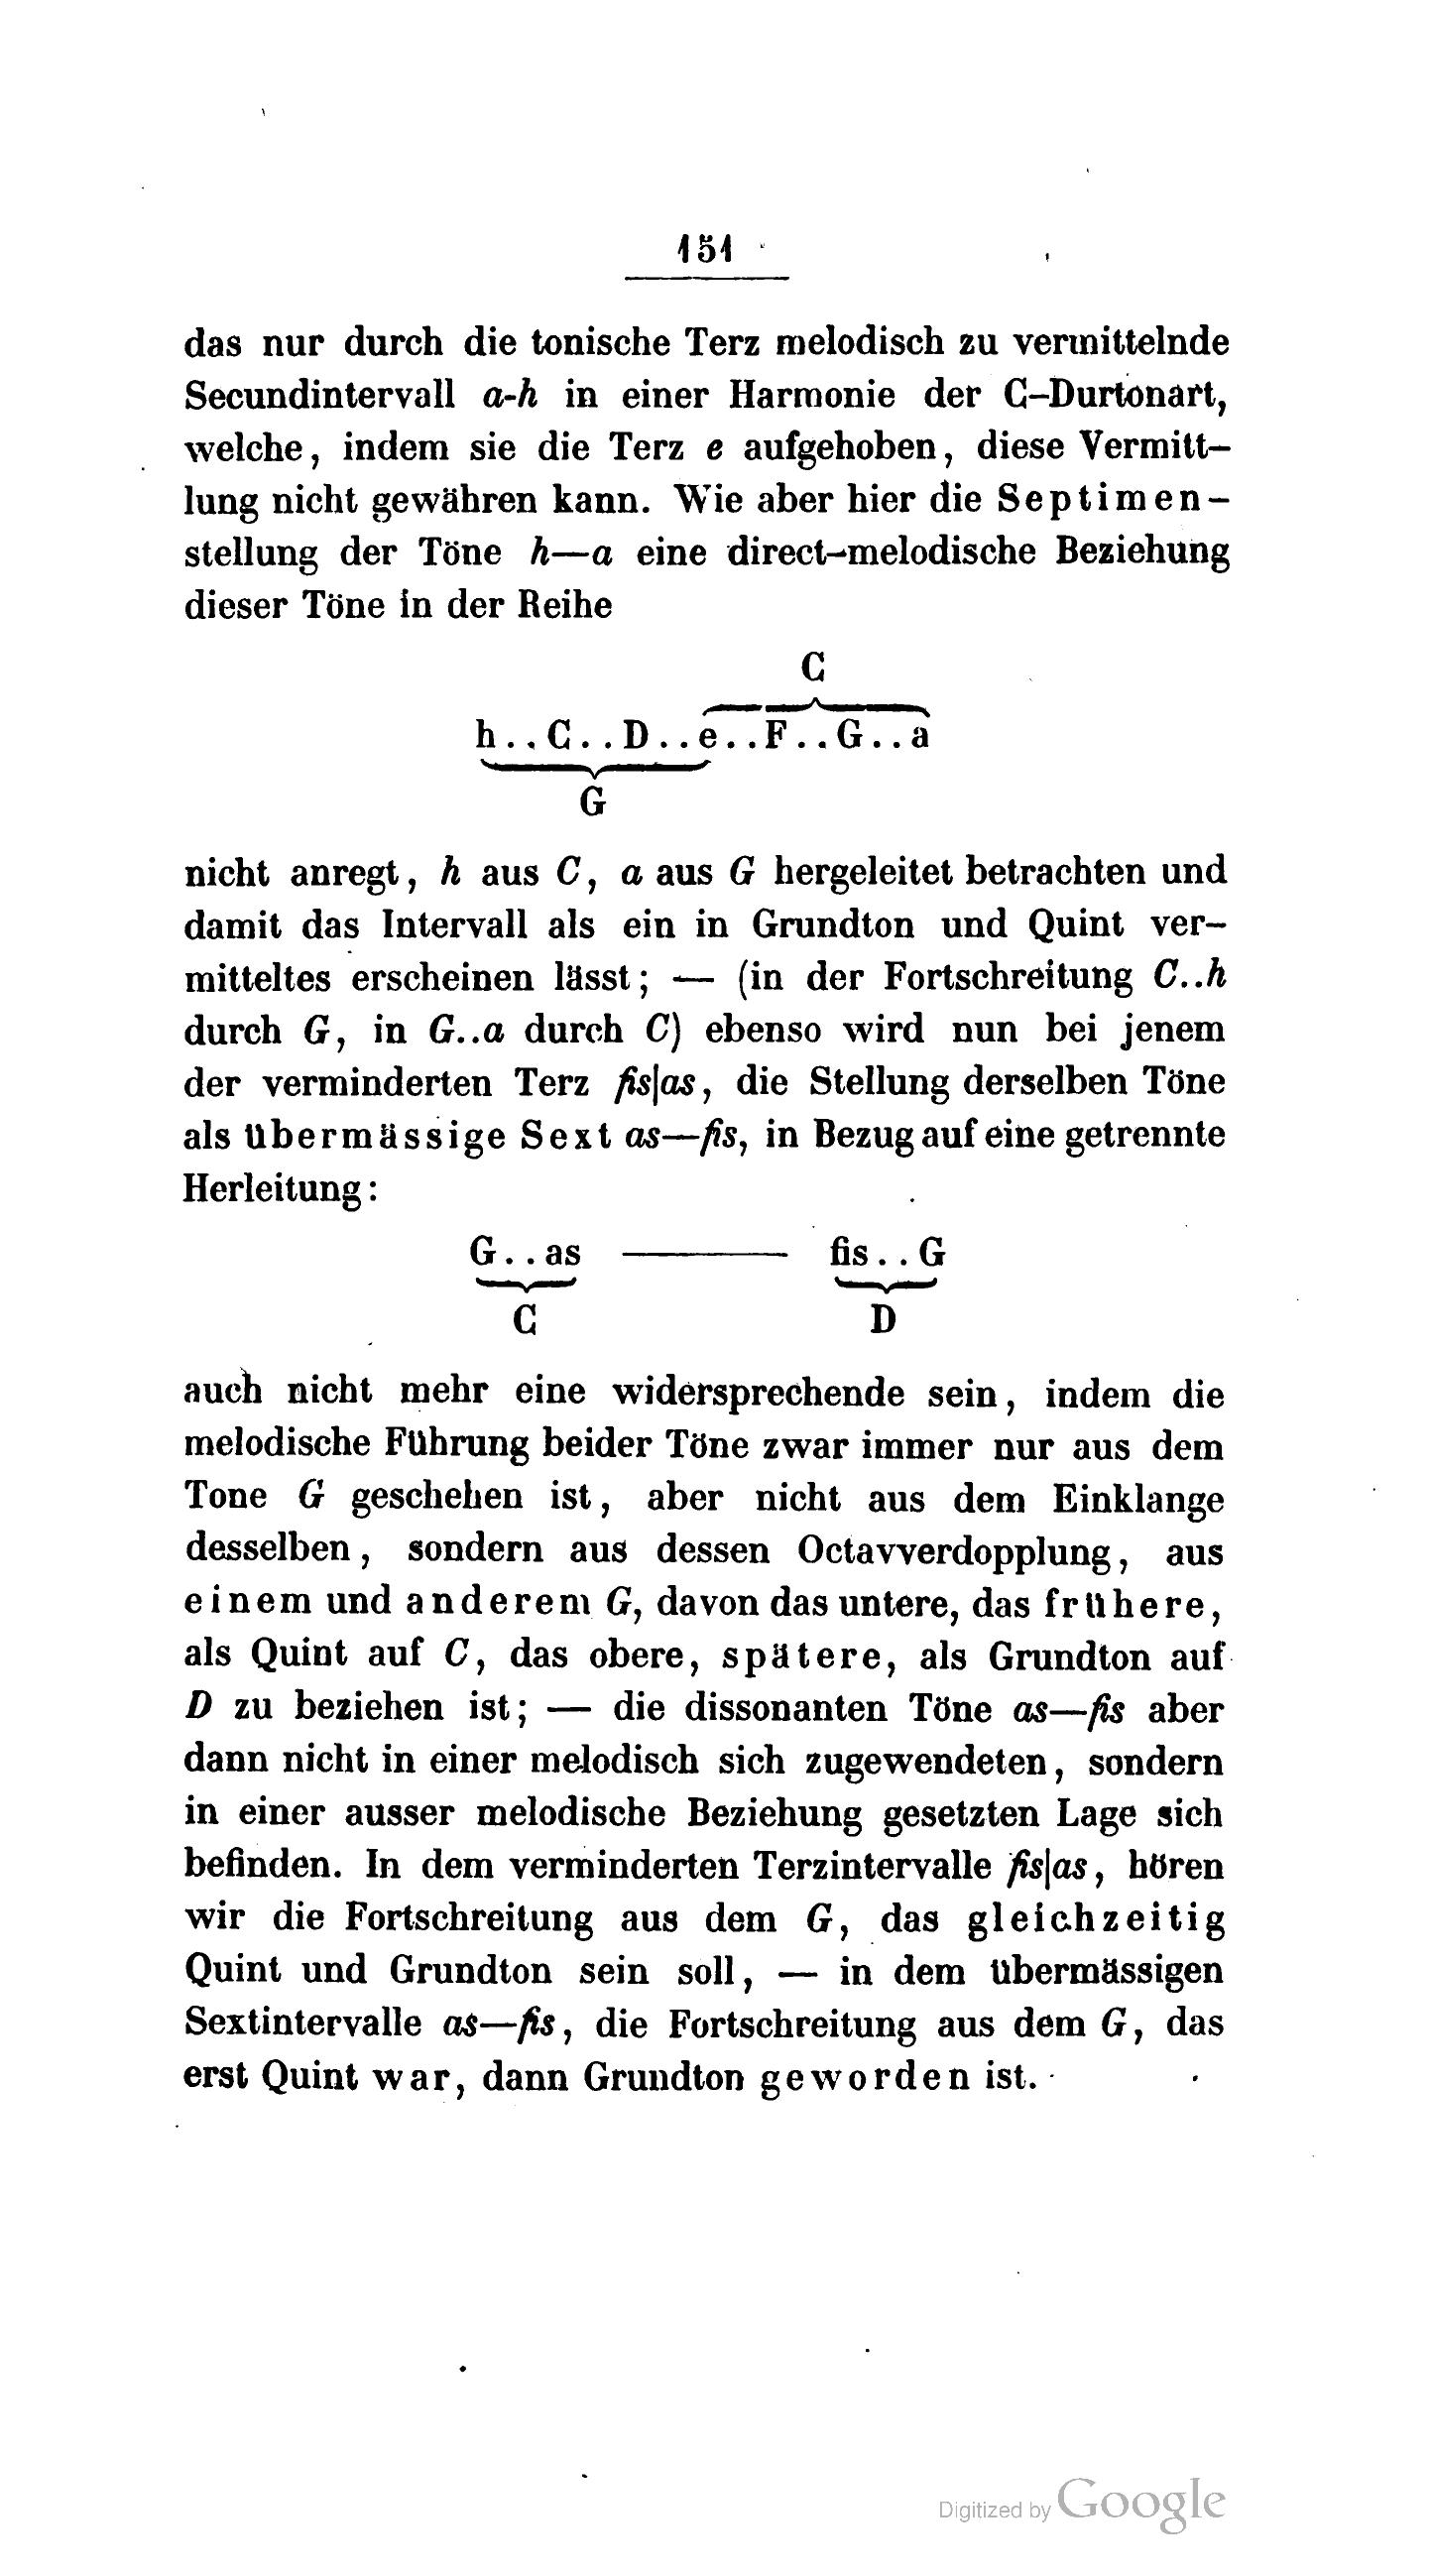 151
das nur durch die tonische Terz melodisch zu vermittelnde
Secundintervall a-h in einer Harmonie der C-Durtonart,
welche, indem sie die Terz e aufgehoben, diese Vermitt-
lung nicht gewähren kann. Wie aber hier die Septimen-
stellung der Töne h—a eine direct-melodische Beziehung
dieser Töne in der Reihe
C
h..C..D..e..F..G..a
G
nicht anregt, h aus C, a aus G hergeleitet betrachten und
damit das Intervall als ein in Grundton und Quint ver-
mitteltes erscheinen lässt; — (in der Fortschreitung C..h
durch G, in G..a durch C) ebenso wird nun bei jenem
der verminderten Terz fis|as, die Stellung derselben Töne
als übermässige Sext as—fis, in Bezug auf eine getrennte
Herleitung:
G..as —— fis..G
C D
auch nicht mehr eine widersprechende sein, indem die
melodische Führung beider Töne zwar immer nur aus dem
Tone G geschehen ist, aber nicht aus dem Einklange
desselben, sondern aus dessen Octavverdopplung, aus
einem und anderem G, davon das untere, das frühere,
als Quint auf C, das obere, spätere, als Grundton auf
D zu beziehen ist; — die dissonanten Töne as—fis aber
dann nicht in einer melodisch sich zugewendeten, sondern
in einer ausser melodische Beziehung gesetzten Lage sich
befinden. In dem verminderten Terzintervalle fis|as, hören
wir die Fortschreitung aus dem G, das gleichzeitig
Quint und Grundton sein soll, — in dem übermässigen
Sextintervalle as—fis, die Fortschreitung aus dem G, das
erst Quint war, dann Grundton geworden ist.
Digitized by Google